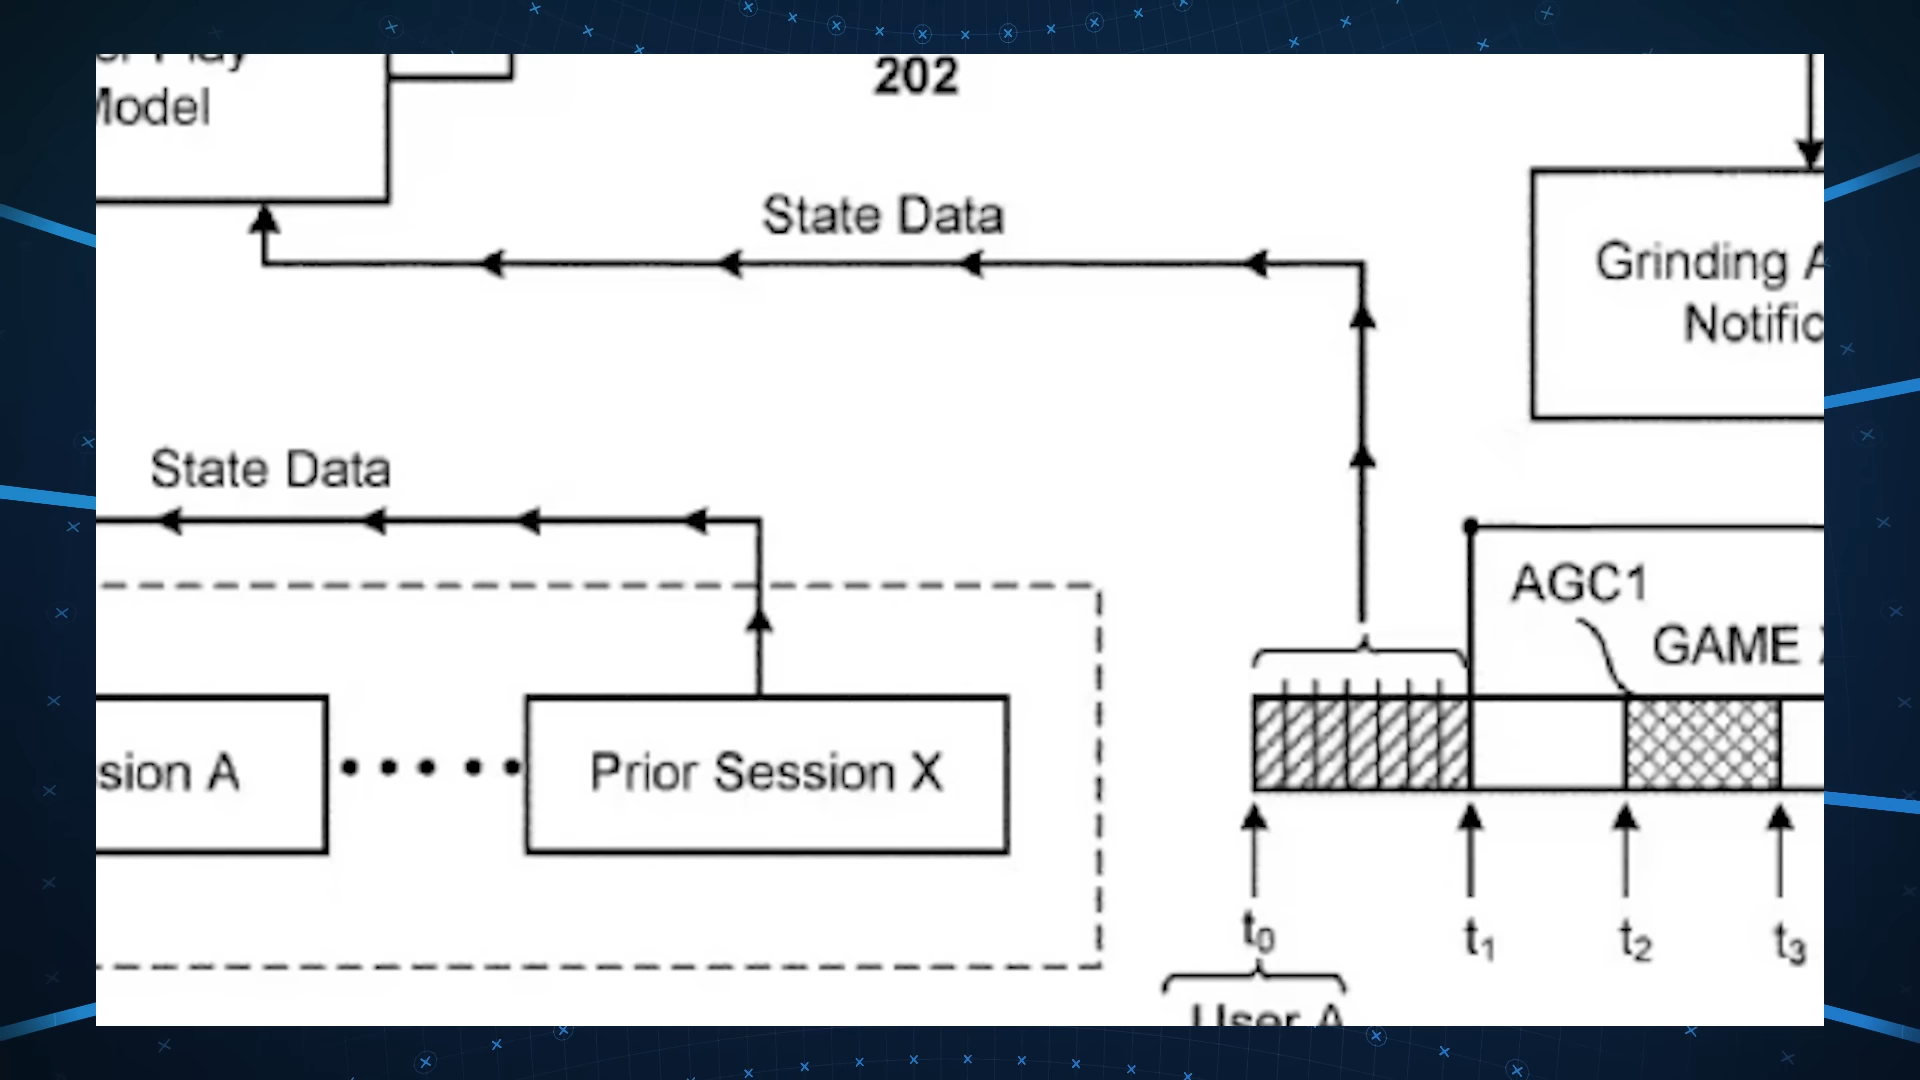 Model
202
State Data
Grinding
Notific
State Data
AGC1
GAME
sion A
Prior Session X
t0
t1
t2
t3
User A